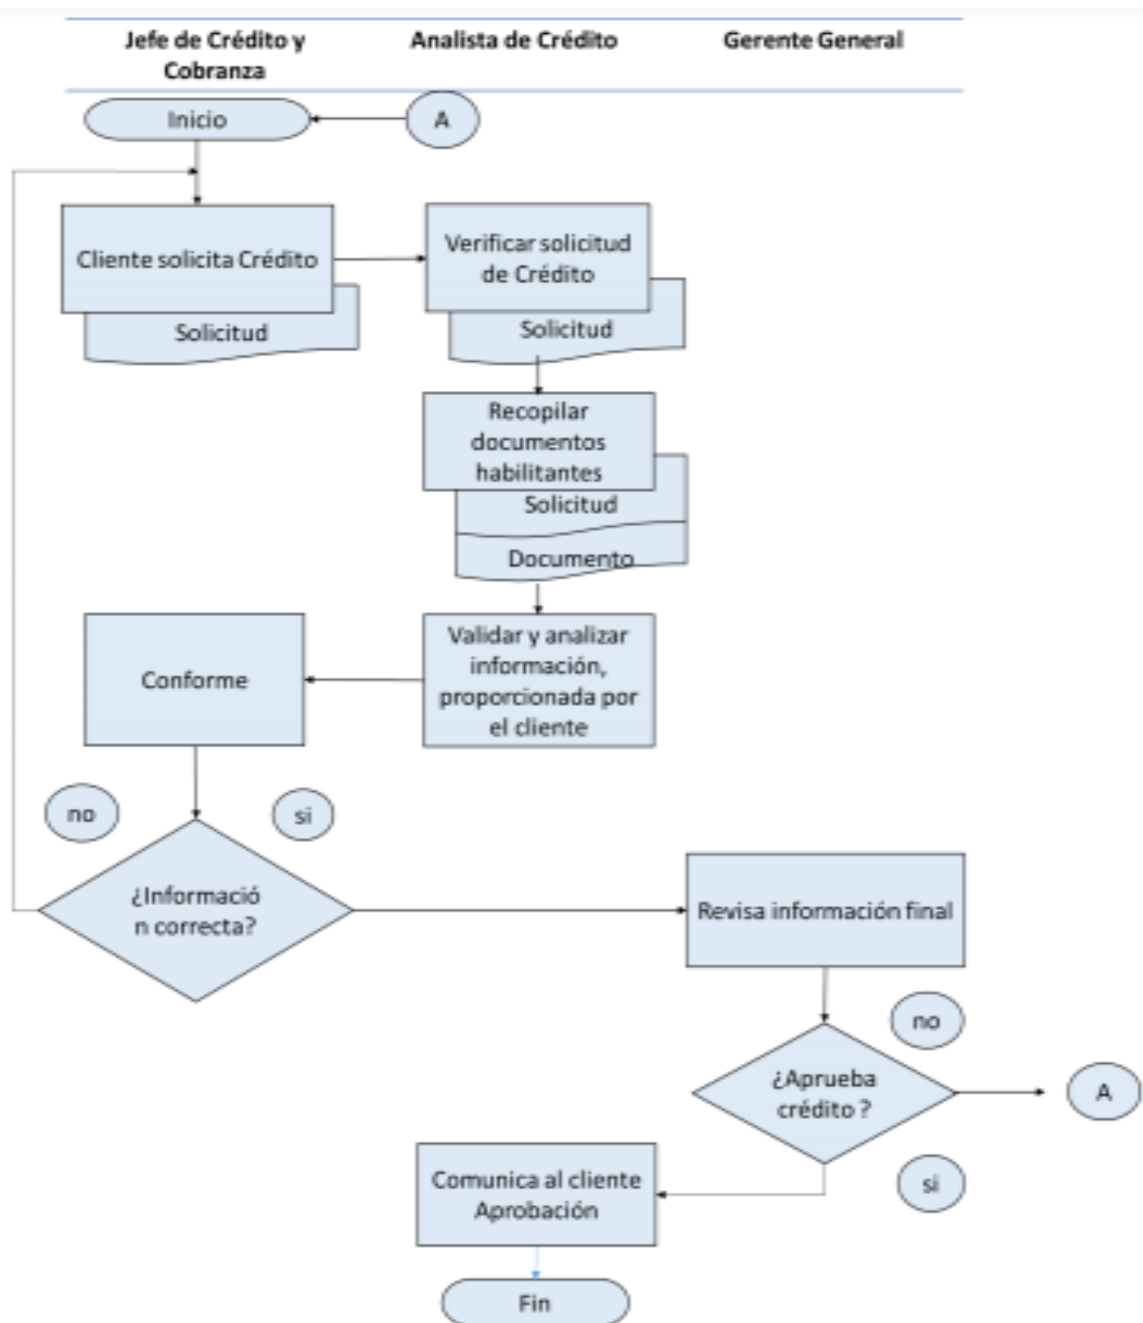 Jefe de Crédito y
Cobranza
Analista de Crédito
Gerente General
Inicio
A
Cliente solicita Crédito
Solicitud
Verificar solicitud
de Crédito
Solicitud
Recopilar
documentos
habilitantes
Solicitud
Documento
Validar y analizar
información,
proporcionada por
el cliente
Conforme
no
si
¿Informació
n correcta?
Revisa información final
no
¿Aprueba
crédito ?
A
si
Comunica al cliente
Aprobación
Fin